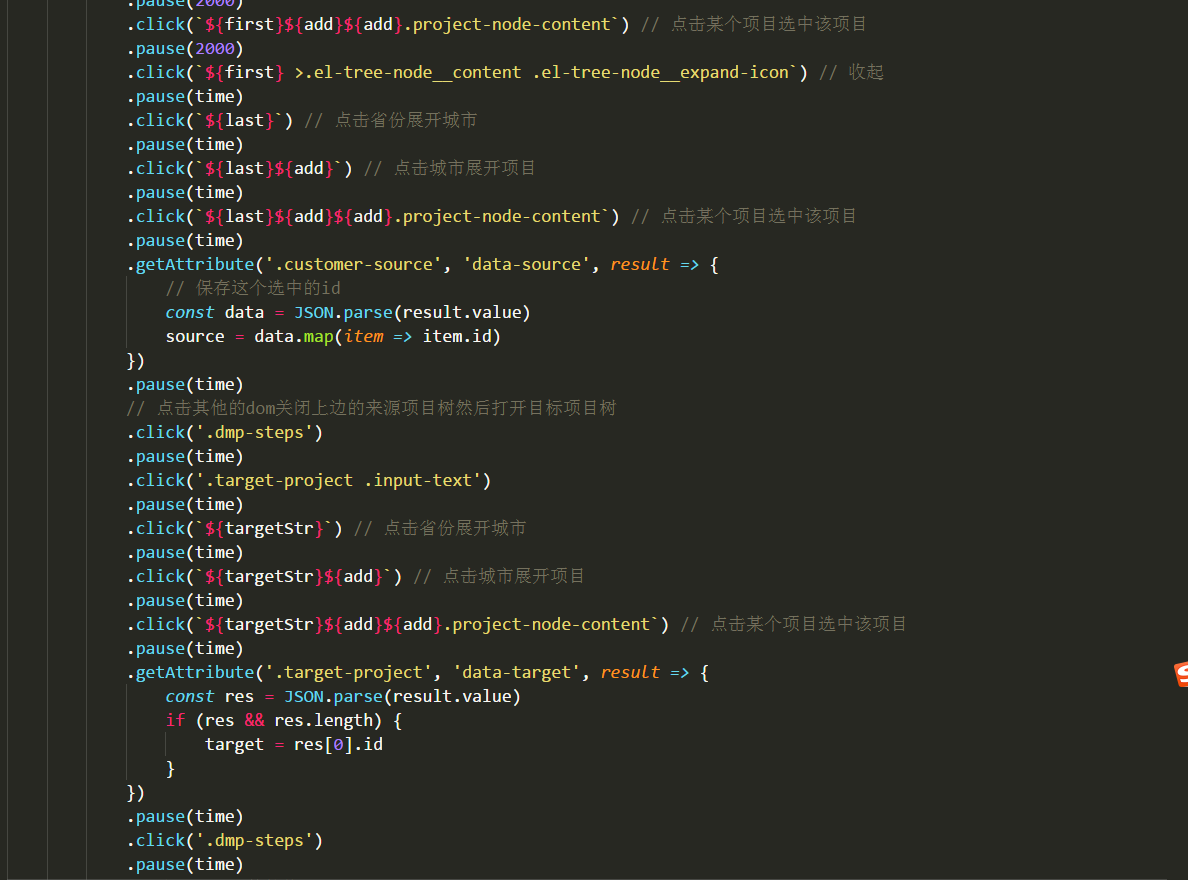 .pause(2000)
.click(`${first}${add}${add}.project-node-content`) // 点击某个项目选中该项目
.pause(2000)
.click(`${first} >.el-tree-node__content .el-tree-node__expand-icon`) // 收起
.pause(time)
.click(`${last}`) // 点击省份展开城市
.pause(time)
.click(`${last}${add}`) // 点击城市展开项目
.pause(time)
.click(`${last}${add}${add}.project-node-content`) // 点击某个项目选中该项目
.pause(time)
.getAttribute('.customer-source', 'data-source', result => {
// 保存这个选中的id
const data = JSON.parse(result.value)
source = data.map(item => item.id)
})
.pause(time)
// 点击其他的dom关闭上边的来源项目树然后打开目标项目树
.click('.dmp-steps')
.pause(time)
.click('.target-project .input-text')
.pause(time)
.click(`${targetStr}`) // 点击省份展开城市
.pause(time)
.click(`${targetStr}${add}`) // 点击城市展开项目
.pause(time)
.click(`${targetStr}${add}${add}.project-node-content`) // 点击某个项目选中该项目
.pause(time)
.getAttribute('.target-project', 'data-target', result => {
const res = JSON.parse(result.value)
if (res && res.length) {
target = res[0].id
}
})
.pause(time)
.click('.dmp-steps')
.pause(time)